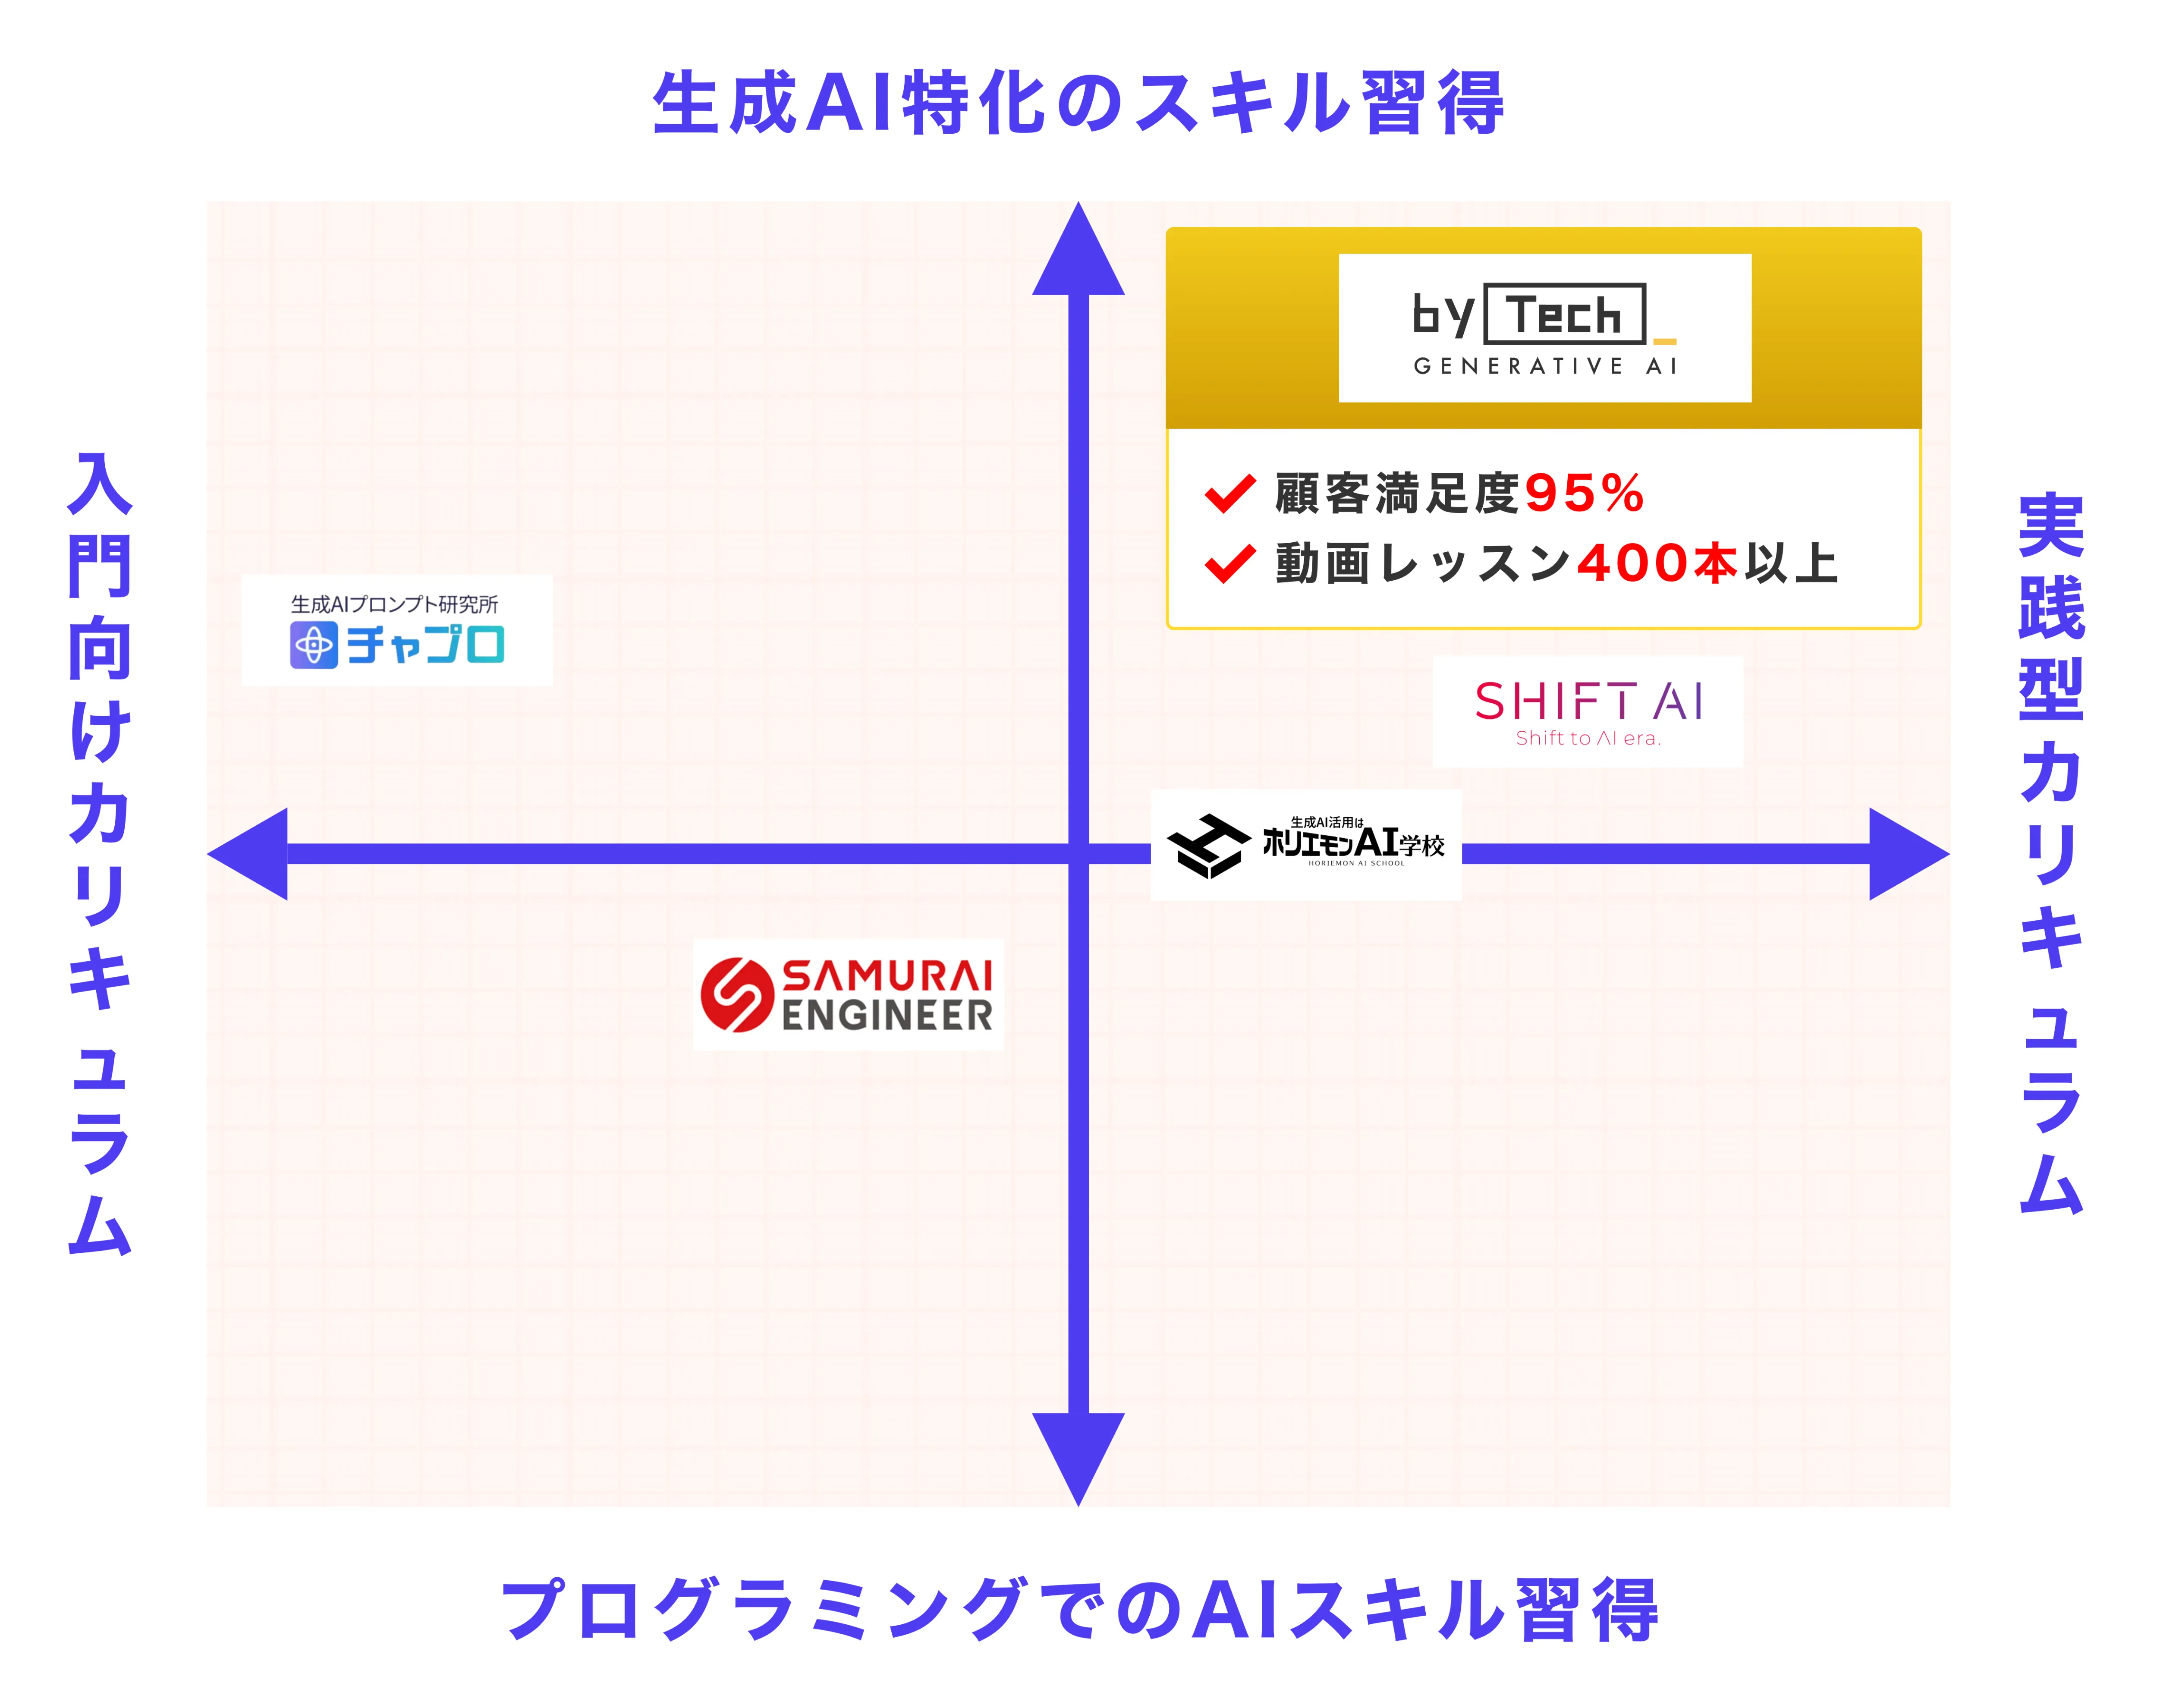 生成AI特化のスキル習得
by Tech_
GENERATIVE AI
顧客満足度95%
動画レッスン400本以上
入門向けカリキュラム
実践型カリキュラム
生成AIプロンプト研究所
チャプロ
SHIFT AI
Shift to AI era.
生成AI活用は
ホリエモンAI学校
HORIEMON AI SCHOOL
SAMURAI
ENGINEER
プログラミングでのAIスキル習得